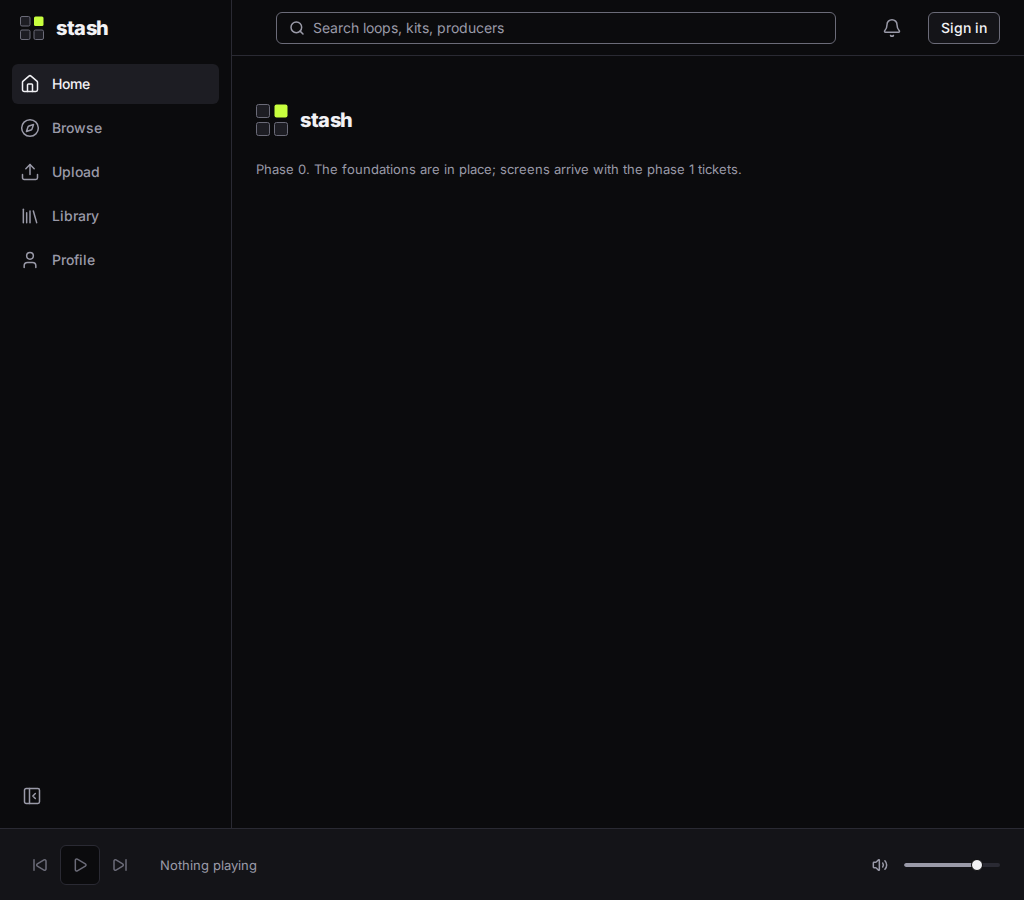 stash
Search loops, kits, producers
Sign in
Home
Browse
Upload
Library
Profile
stash
Phase 0. The foundations are in place; screens arrive with the phase 1 tickets.
Nothing playing